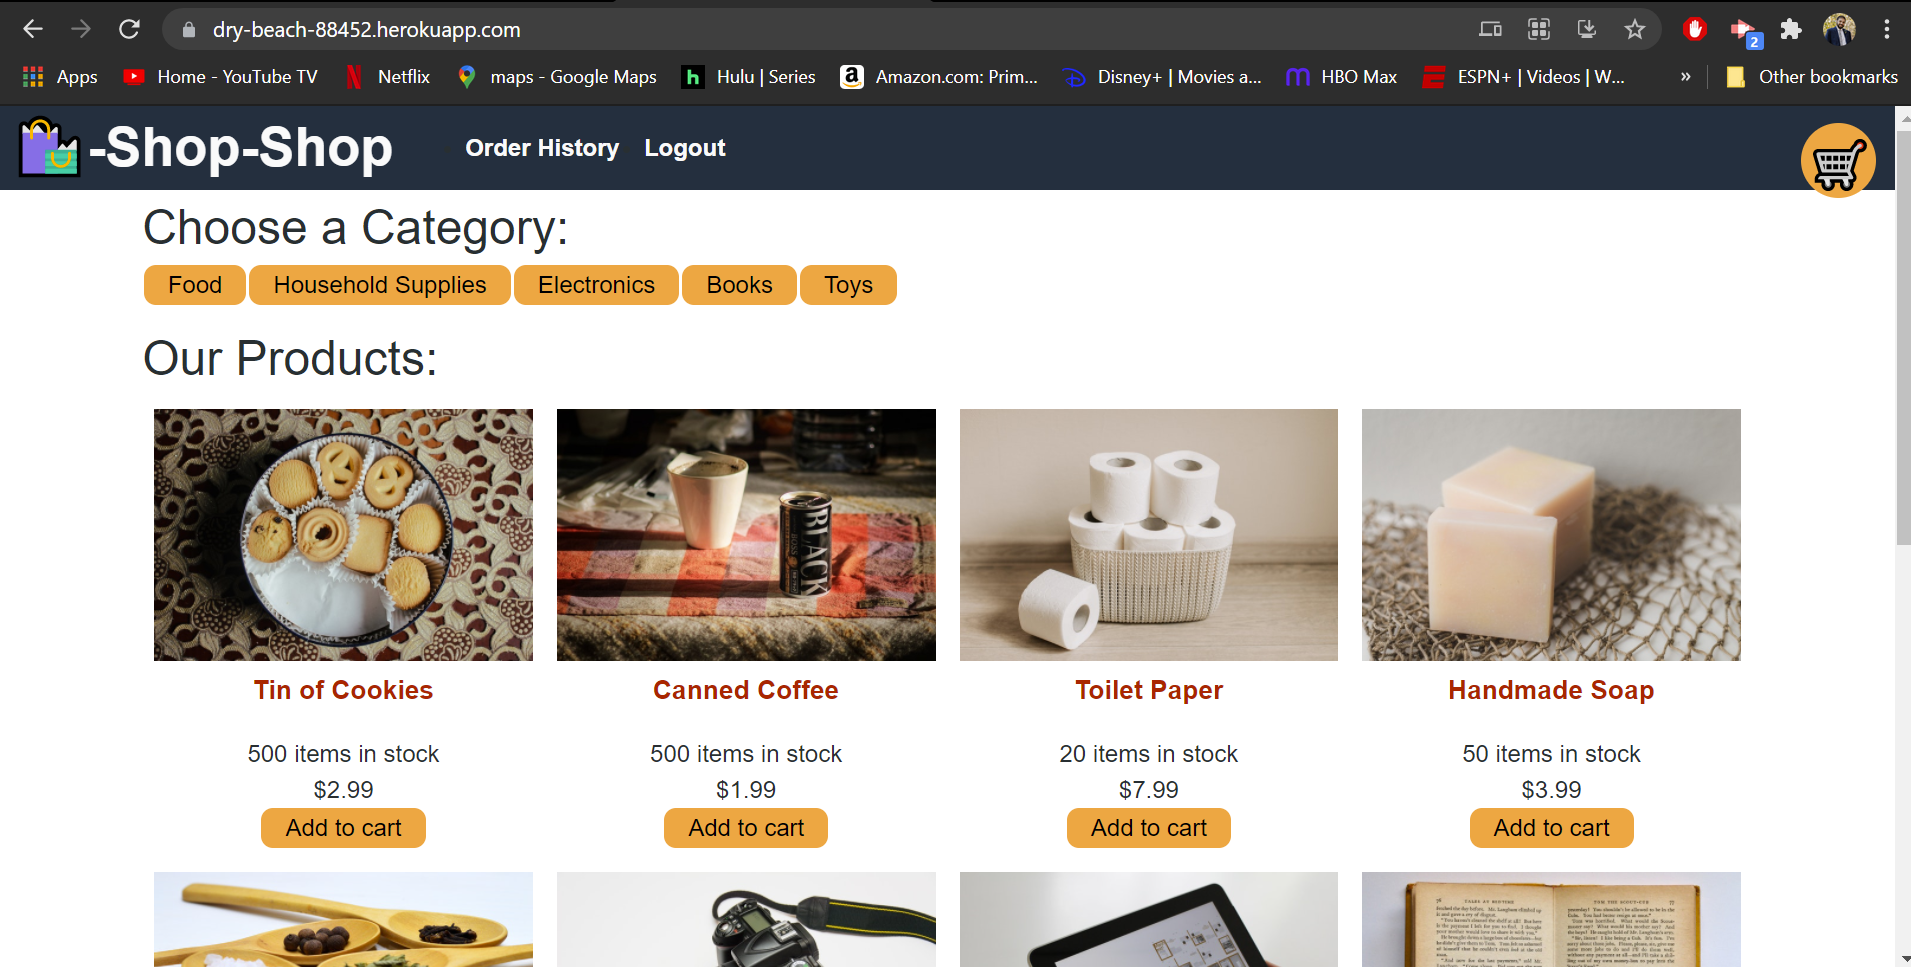 dry-beach-88452.herokuapp.com
2
Apps Home - YouTube TV Netflix maps - Google Maps Hulu | Series Amazon.com: Prim... Disney+ | Movies a... HBO Max ESPN+ | Videos | W... » Other bookmarks
-Shop-Shop Order History Logout
Choose a Category:
Food Household Supplies Electronics Books Toys
Our Products:
BOSS BLACK
Tin of Cookies Canned Coffee Toilet Paper Handmade Soap
500 items in stock 500 items in stock 20 items in stock 50 items in stock
$2.99 $1.99 $7.99 $3.99
Add to cart Add to cart Add to cart Add to cart